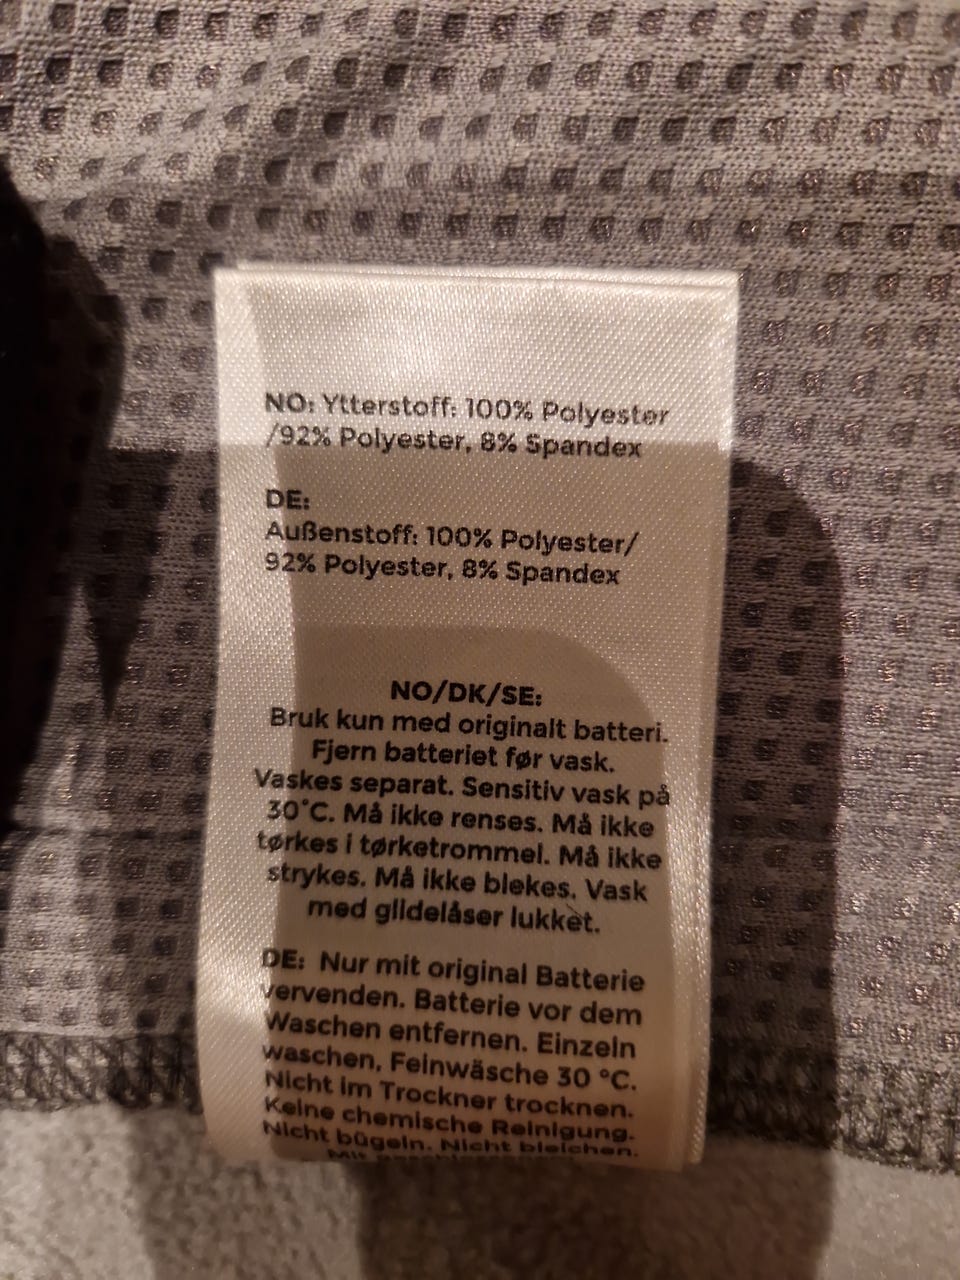 NO: Ytterstoff: 100% Polyester
/92% Polyester, 8% Spandex
DE:
Außenstoff: 100% Polyester/
92% Polyester, 8% Spandex
NO/DK/SE:
Bruk kun med originalt batteri.
Fjern batteriet før vask.
Vaskes separat. Sensitiv vask på
30°C. Må ikke renses. Må ikke
tørkes i tørketrommel. Må ikke
strykes. Må ikke blekes. Vask
med glidelåser lukket.
DE: Nur mit original Batterie
vervenden. Batterie vor dem
Waschen entfernen. Einzeln
waschen, Feinwäsche 30 °C.
Nicht im Trockner trocknen.
Keine chemische Reinigung.
Nicht bügeln. Nicht bleichen.
Mit